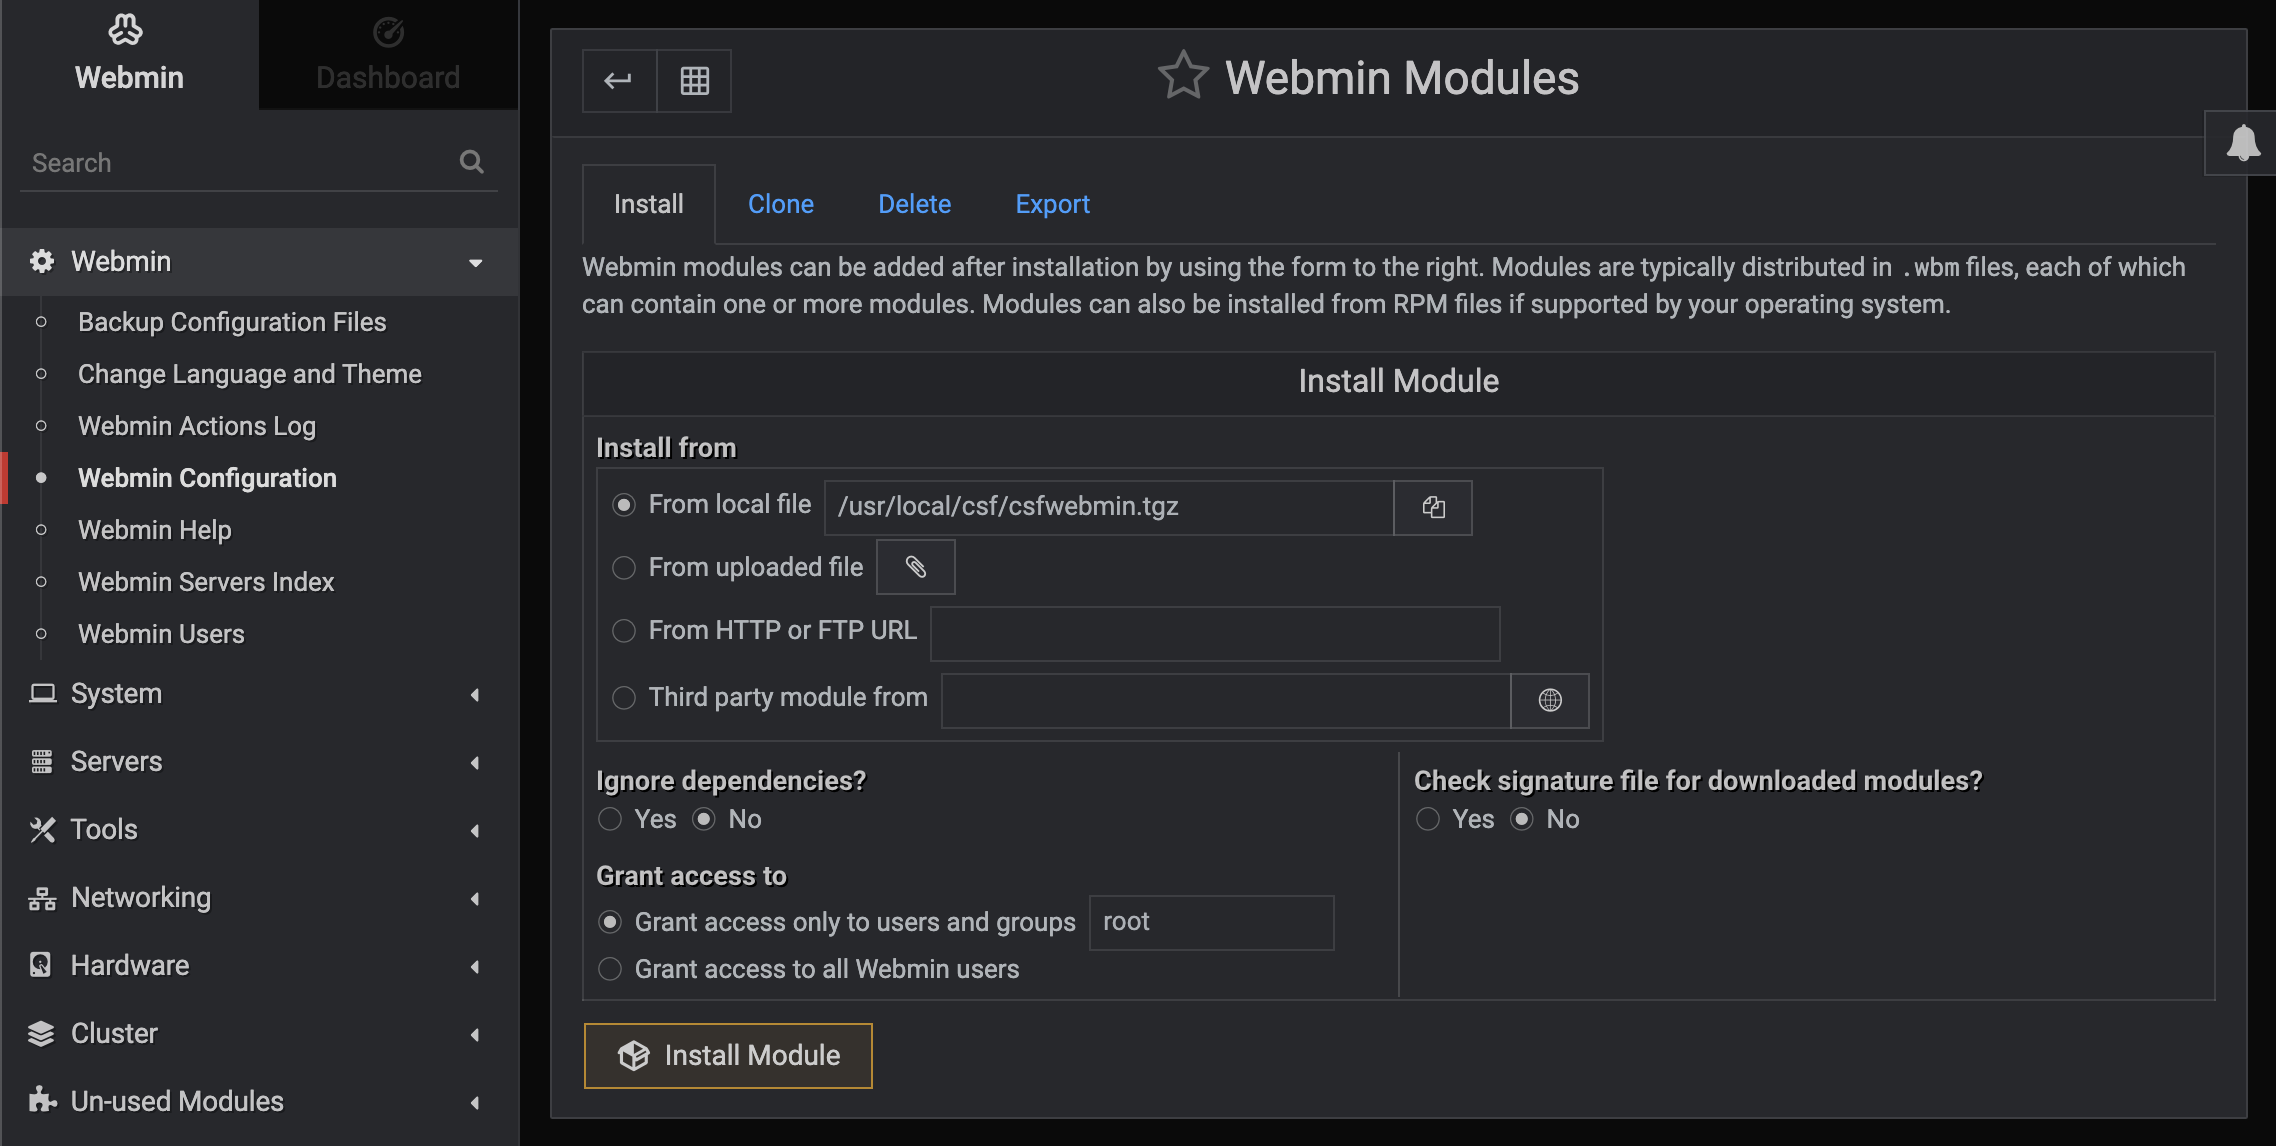 Webmin
Dashboard
Search
Webmin
Backup Configuration Files
Change Language and Theme
Webmin Actions Log
Webmin Configuration
Webmin Help
Webmin Servers Index
Webmin Users
System
Servers
Tools
Networking
Hardware
Cluster
Un-used Modules
Webmin Modules
Install Clone Delete Export
Webmin modules can be added after installation by using the form to the right. Modules are typically distributed in .wbm files, each of which
can contain one or more modules. Modules can also be installed from RPM files if supported by your operating system.
Install Module
Install from
From local file /usr/local/csf/csfwebmin.tgz
From uploaded file
From HTTP or FTP URL
Third party module from
Ignore dependencies?
Yes No
Check signature file for downloaded modules?
Yes No
Grant access to
Grant access only to users and groups root
Grant access to all Webmin users
Install Module